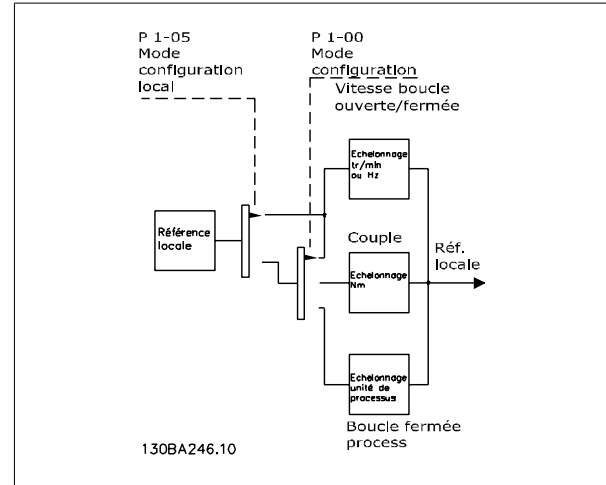 P 1-05
Mode
configuration
local
P 1-00
Mode
configuration
Vitesse boucle
ouverte/fermée
Echelonnage
tr/min
ou Hz
Référence
locale
Couple
Echelonnage
Nm
Réf.
locale
Echelonnage
unité de
processus
Boucle fermée
process
130BA246.10